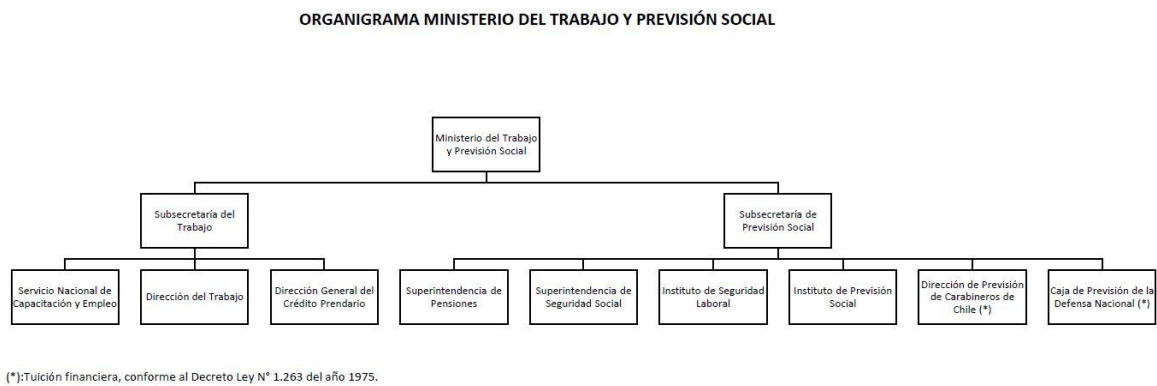 ORGANIGRAMA MINISTERIO DEL TRABAJO Y PREVISIÓN SOCIAL
Ministerio del Trabajo
y Previsión Social
Subsecretaría del
Trabajo
Subsecretaría de
Previsión Social
Servicio Nacional de
Capacitación y Empleo
Dirección del Trabajo
Dirección General del
Crédito Prendario
Superintendencia de
Pensiones
Superintendencia de
Seguridad Social
Instituto de Seguridad
Laboral
Instituto de Previsión
Social
Dirección de Previsión
de Carabineros de
Chile (*)
Caja de Previsión de la
Defensa Nacional (*)
(*):Tuición financiera, conforme al Decreto Ley N° 1.263 del año 1975.